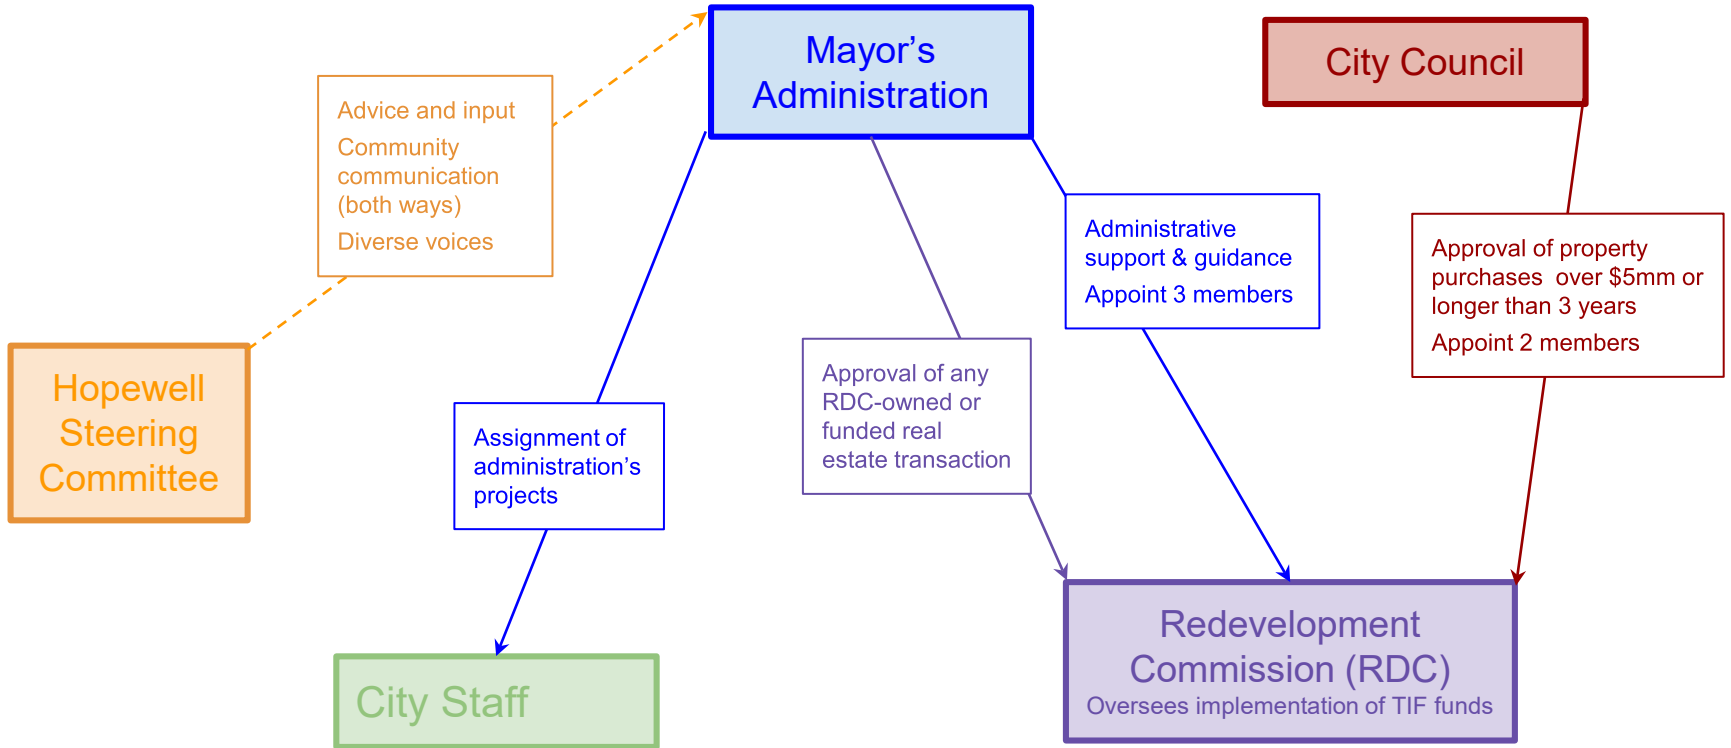 Mayor’s
Administration
City Council
Advice and input
Community
communication
(both ways)
Diverse voices
Administrative
support & guidance
Appoint 3 members
Approval of property
purchases  over $5mm or
longer than 3 years
Appoint 2 members
Hopewell
Steering
Committee
Approval of any
RDC-owned or
funded real
estate transaction
Assignment of
administration’s
projects
City Staff
Redevelopment
Commission (RDC)
Oversees implementation of TIF funds